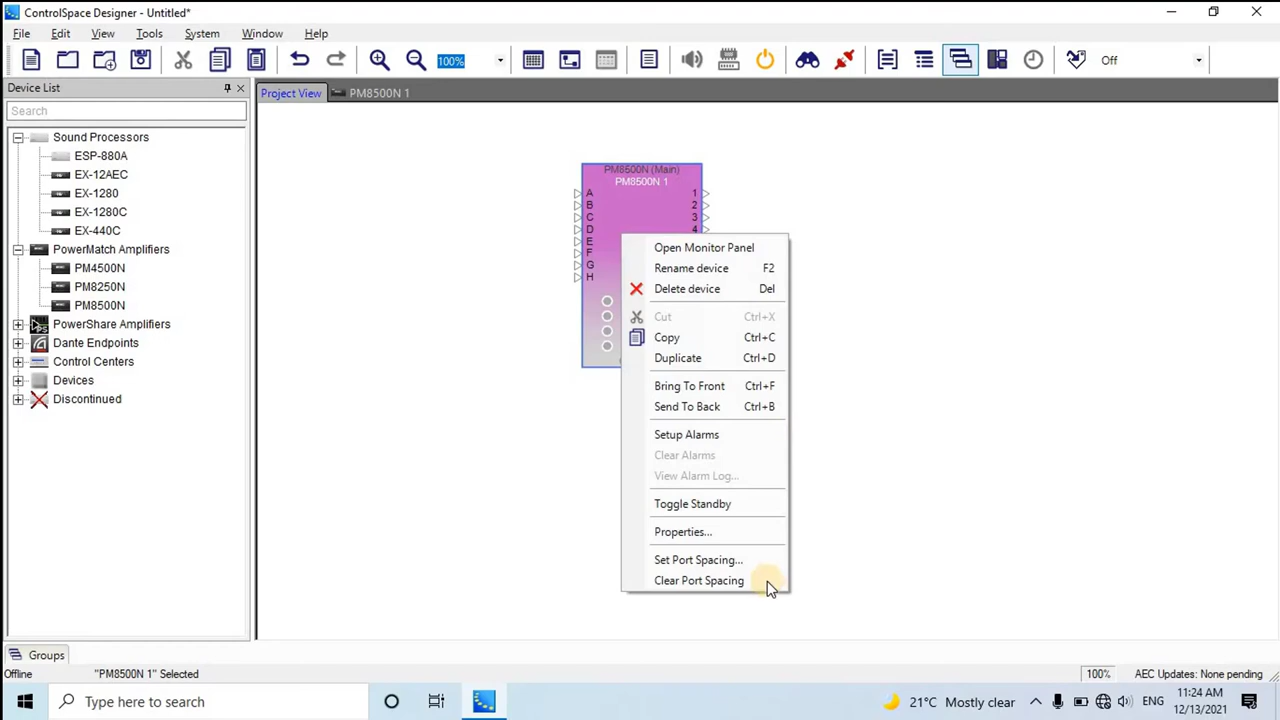 ControlSpace Designer - Untitled*
File Edit View Tools System Window Help
100% Off
Device List
Project View PM8500N 1
Search
Sound Processors
ESP-880A
EX-12AEC
EX-1280
EX-1280C
EX-440C
PowerMatch Amplifiers
PM4500N
PM8250N
PM8500N
PowerShare Amplifiers
Dante Endpoints
Control Centers
Devices
Discontinued
PM8500N (Main)
PM8500N 1
A 1
B 2
C 3
D 4
E
F
G
H
Open Monitor Panel
Rename device F2
Delete device Del
Cut Ctrl+X
Copy Ctrl+C
Duplicate Ctrl+D
Bring To Front Ctrl+F
Send To Back Ctrl+B
Setup Alarms
Clear Alarms
View Alarm Log...
Toggle Standby
Properties...
Set Port Spacing...
Clear Port Spacing
Groups
Offline "PM8500N 1" Selected 100% AEC Updates: None pending
Type here to search
21°C Mostly clear ENG
11:24 AM
12/13/2021